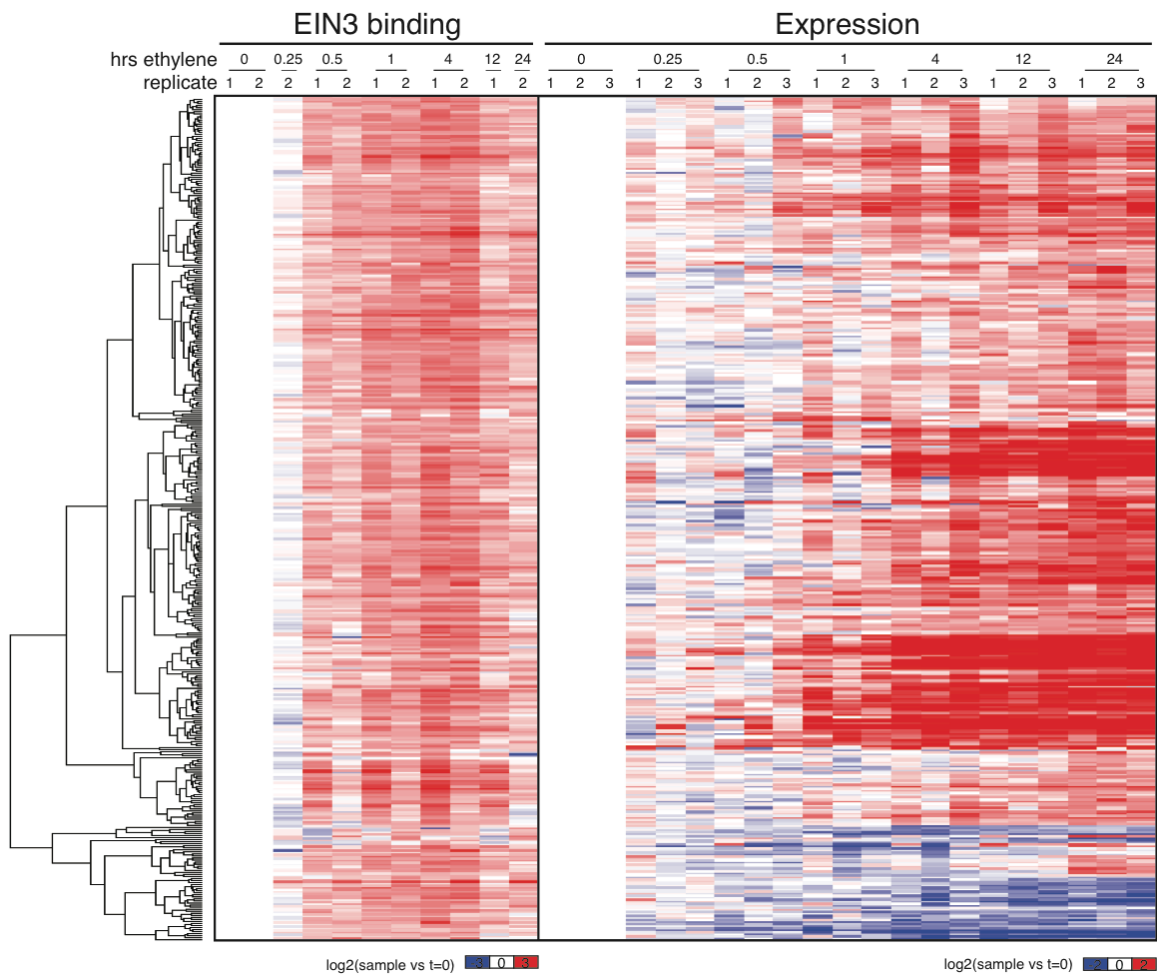 EIN3 binding Expression
hrs ethylene 0 0.25 0.5 1 4 12 24 0 0.25 0.5 1 4 12 24
replicate 1 2 2 1 2 1 2 1 2 1 2 1 2 3 1 2 3 1 2 3 1 2 3 1 2 3 1 2 3 1 2 3
log2(sample vs t=0) 3 0 3 log2(sample vs t=0) 2 0 2